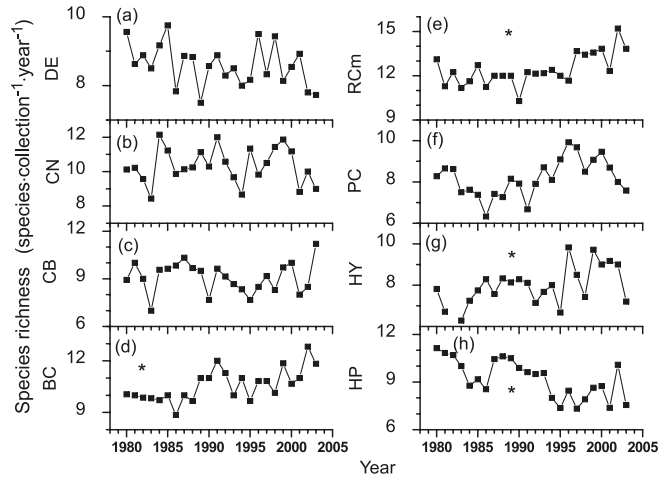 Species richness (species·collection⁻¹·year⁻¹)
(a)
DE
10
8
(b)
CN
12
10
8
(c)
CB
12
9
6
(d)
*
BC
12
9
1980 1985 1990 1995 2000 2005
(e)
*
RCm
15
12
9
(f)
PC
10
8
6
(g)
*
HY
10
8
(h)
*
HP
12
9
6
1980 1985 1990 1995 2000 2005
Year